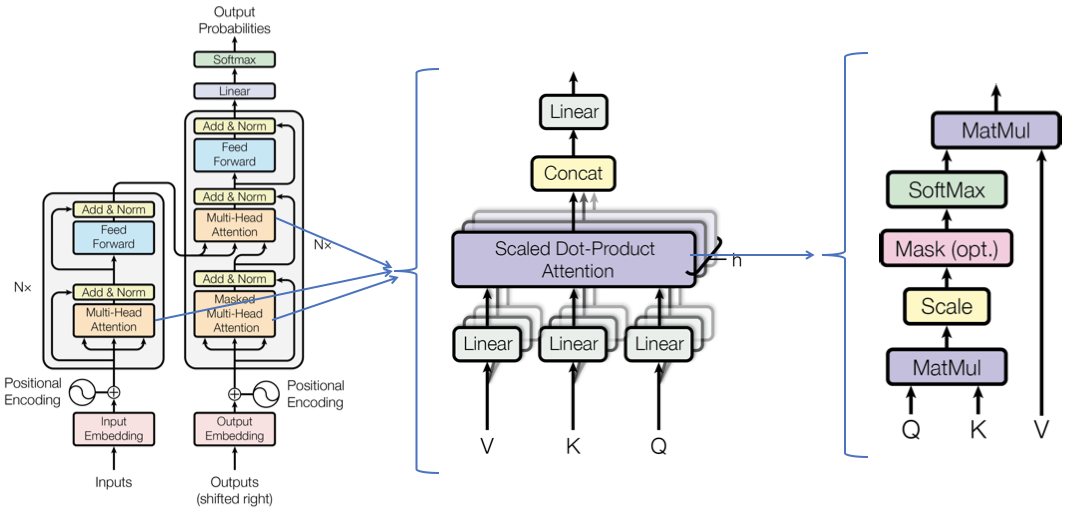 Output
Probabilities
Softmax
Linear
Add & Norm
Feed
Forward
Add & Norm
Multi-Head
Attention
Add & Norm
Masked
Multi-Head
Attention
N×
Add & Norm
Feed
Forward
Add & Norm
Multi-Head
Attention
N×
Positional
Encoding
Positional
Encoding
Input
Embedding
Output
Embedding
Inputs
Outputs
(shifted right)
Linear
Concat
Scaled Dot-Product
Attention
h
Linear
Linear
Linear
V
K
Q
MatMul
SoftMax
Mask (opt.)
Scale
MatMul
Q
K
V